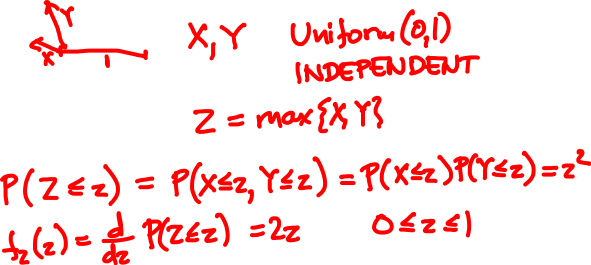 Y
X
1
X, Y Uniform (0,1)
INDEPENDENT
Z = max{X,Y}
P(Z ≤ z) = P(X≤z, Y≤z) = P(X≤z)P(Y≤z) = z²
f_Z(z) = d/dz P(Z≤z) = 2z 0≤z≤1